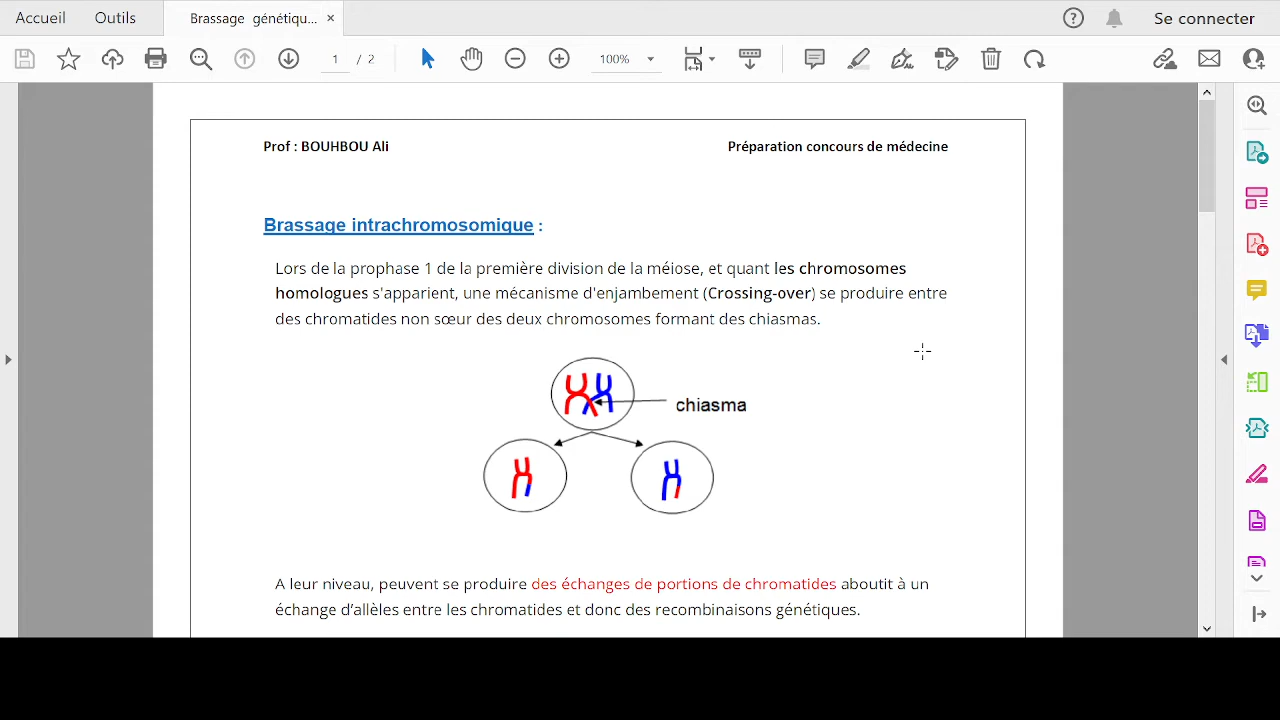 Accueil Outils Brassage génétiqu... ×
Se connecter
1 / 2 100%
Prof : BOUHBOU Ali Préparation concours de médecine
Brassage intrachromosomique :
Lors de la prophase 1 de la première division de la méiose, et quant les chromosomes
homologues s'apparient, une mécanisme d'enjambement (Crossing-over) se produire entre
des chromatides non sœur des deux chromosomes formant des chiasmas.
chiasma
A leur niveau, peuvent se produire des échanges de portions de chromatides aboutit à un
échange d'allèles entre les chromatides et donc des recombinaisons génétiques.